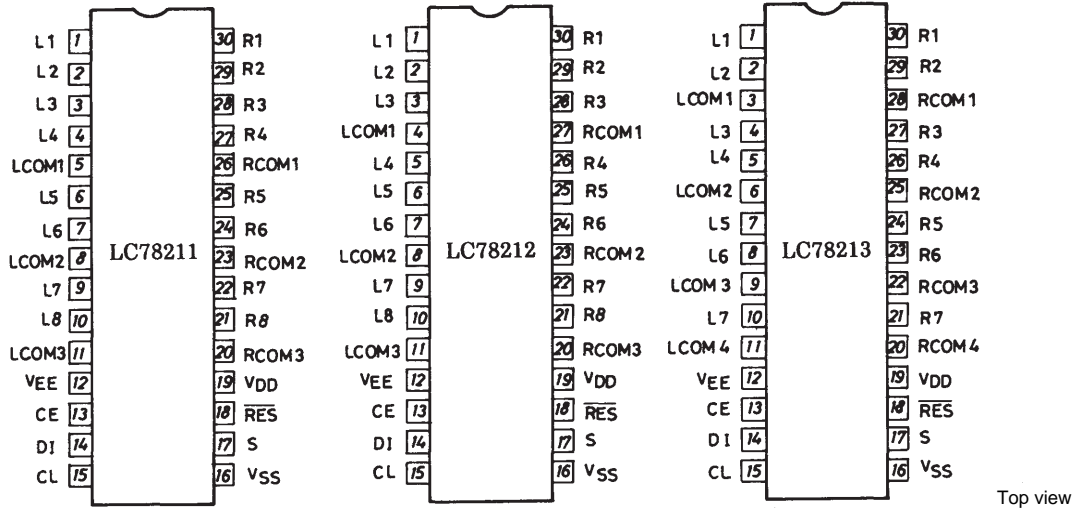 L1 1 30 R1 L1 1 30 R1 L1 1 30 R1
L2 2 29 R2 L2 2 29 R2 L2 2 29 R2
L3 3 28 R3 L3 3 28 R3 LCOM1 3 28 RCOM1
L4 4 27 R4 LCOM1 4 27 RCOM1 L3 4 27 R3
LCOM1 5 26 RCOM1 L4 5 26 R4 L4 5 26 R4
L5 6 25 R5 L5 6 25 R5 LCOM2 6 25 RCOM2
L6 7 24 R6 L6 7 24 R6 L5 7 24 R5
LCOM2 8 LC78211 23 RCOM2 LCOM2 8 LC78212 23 RCOM2 L6 8 LC78213 23 R6
L7 9 22 R7 L7 9 22 R7 LCOM3 9 22 RCOM3
L8 10 21 R8 L8 10 21 R8 L7 10 21 R7
LCOM3 11 20 RCOM3 LCOM3 11 20 RCOM3 LCOM4 11 20 RCOM4
VEE 12 19 VDD VEE 12 19 VDD VEE 12 19 VDD
CE 13 18 RES CE 13 18 RES CE 13 18 RES
DI 14 17 S DI 14 17 S DI 14 17 S
CL 15 16 VSS CL 15 16 VSS CL 15 16 VSS
Top view